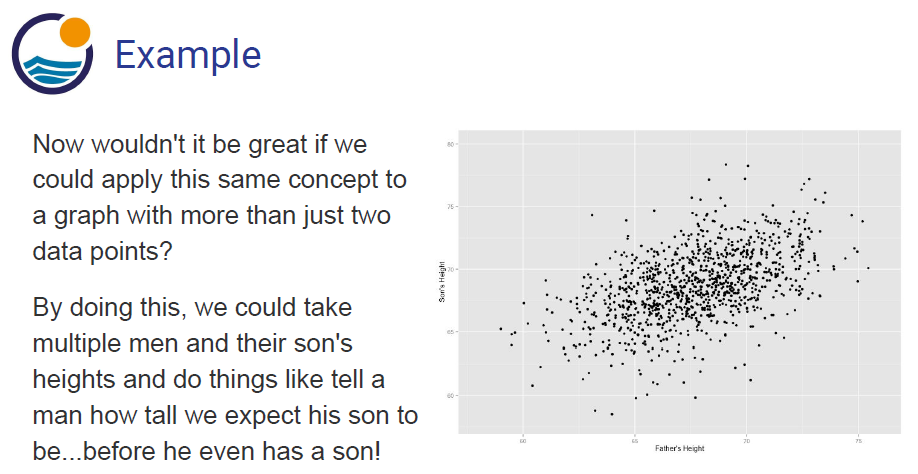 Example
Now wouldn't it be great if we
could apply this same concept to
a graph with more than just two
data points?
By doing this, we could take
multiple men and their son's
heights and do things like tell a
man how tall we expect his son to
be...before he even has a son!
80
75
70
65
60
Son's Height
60
65
70
75
Father's Height